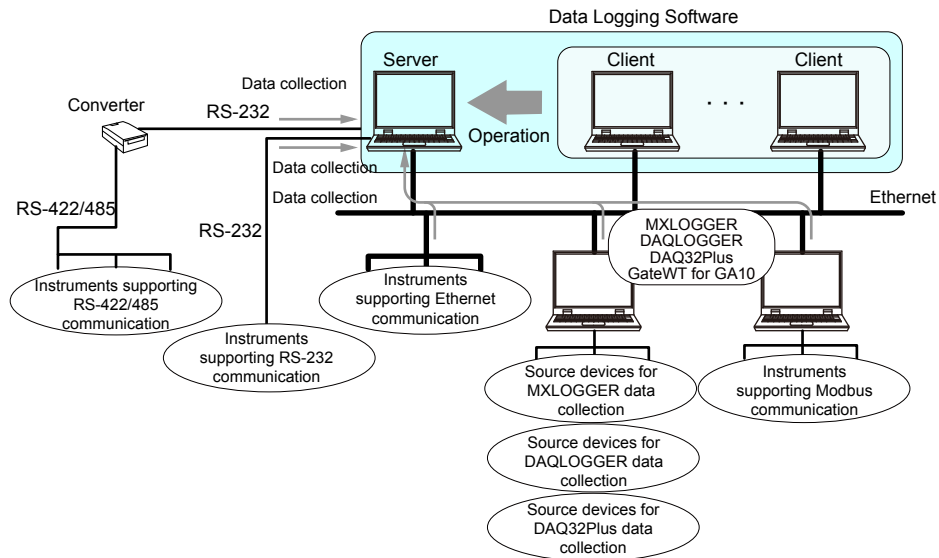 Data Logging Software
Server
Client
Client
. . .
Data collection
Converter
RS-232
Operation
Data collection
Data collection
Ethernet
RS-422/485
RS-232
MXLOGGER
DAQLOGGER
DAQ32Plus
GateWT for GA10
Instruments supporting
RS-422/485
communication
Instruments
supporting Ethernet
communication
Instruments
supporting RS-232
communication
Source devices for
MXLOGGER data
collection
Instruments
supporting Modbus
communication
Source devices for
DAQLOGGER data
collection
Source devices for
DAQ32Plus data
collection